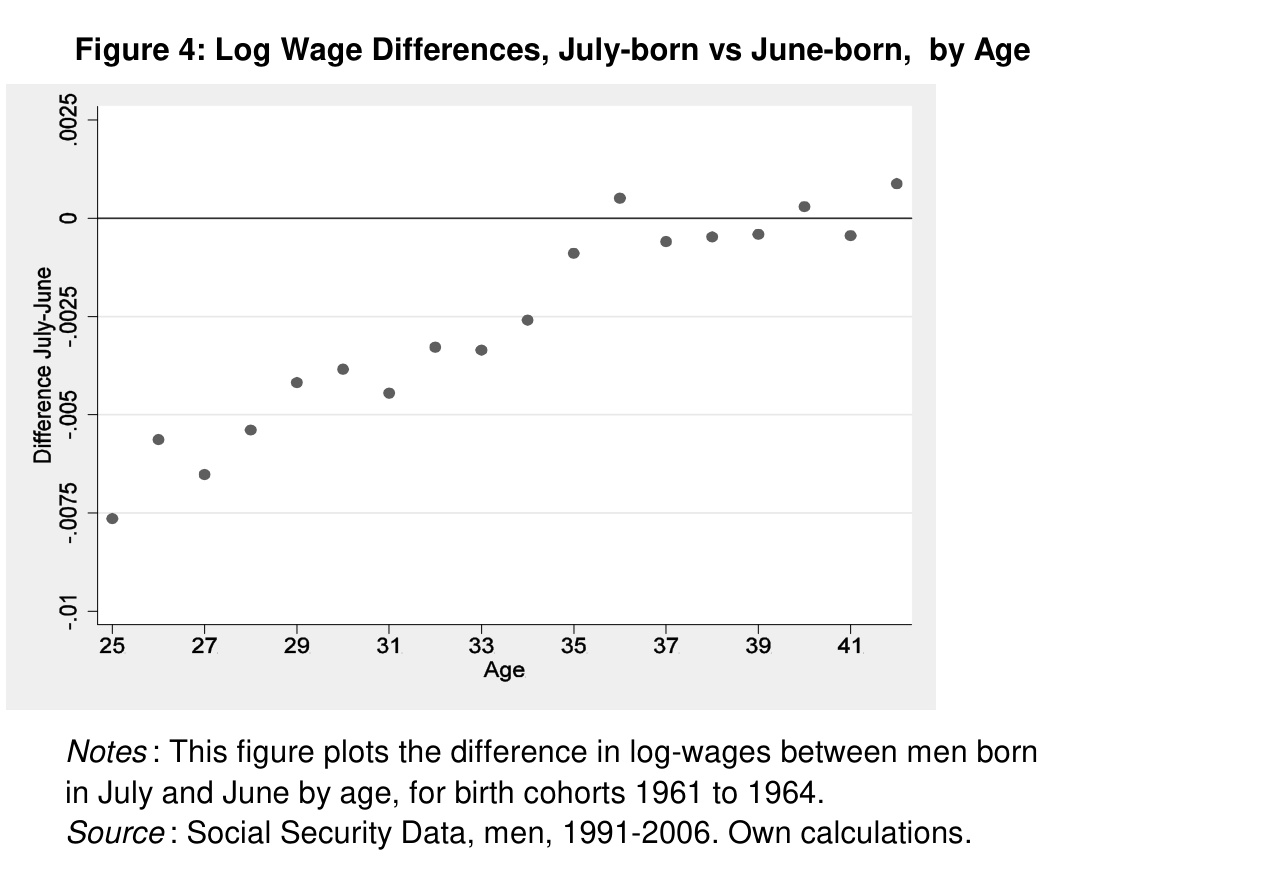 Figure 4: Log Wage Differences, July-born vs June-born, by Age
.0025
0
-.0025
-.005
-.0075
-.01
Difference July-June
25 27 29 31 33 35 37 39 41
Age
Notes: This figure plots the difference in log-wages between men born
in July and June by age, for birth cohorts 1961 to 1964.
Source: Social Security Data, men, 1991-2006. Own calculations.